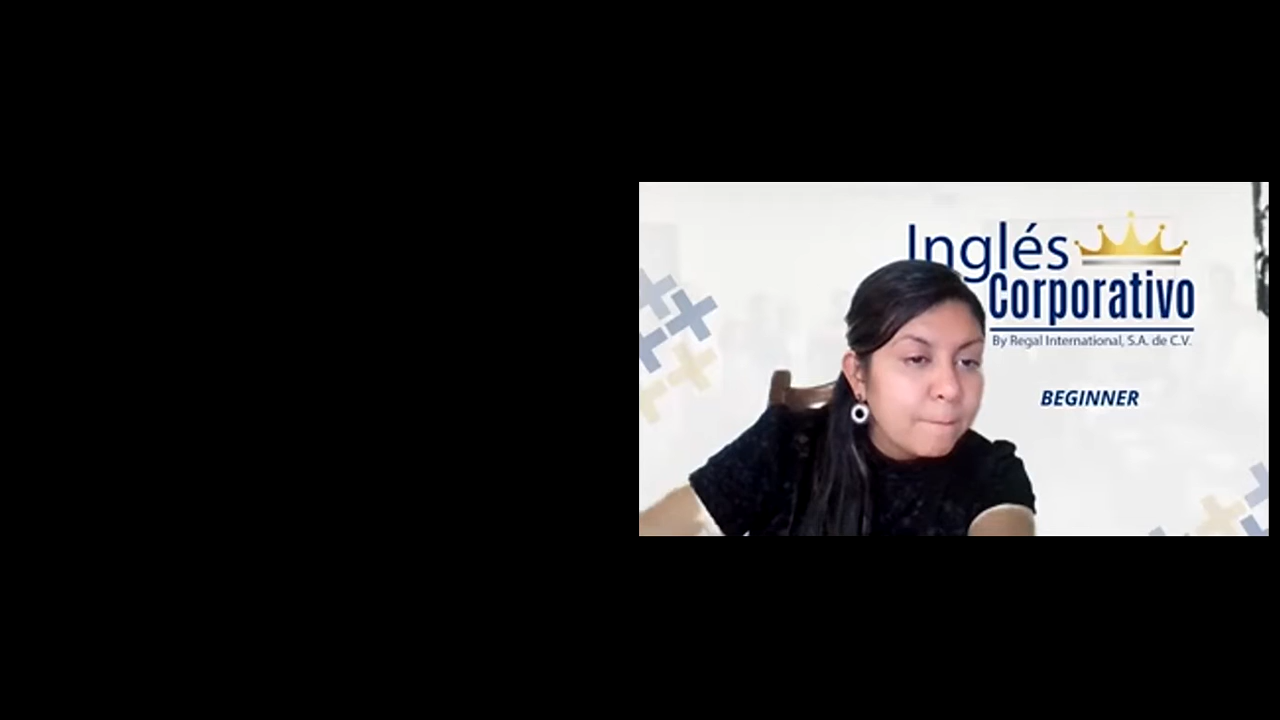 Inglés
Corporativo
By Regal International, S.A. de C.V.
BEGINNER